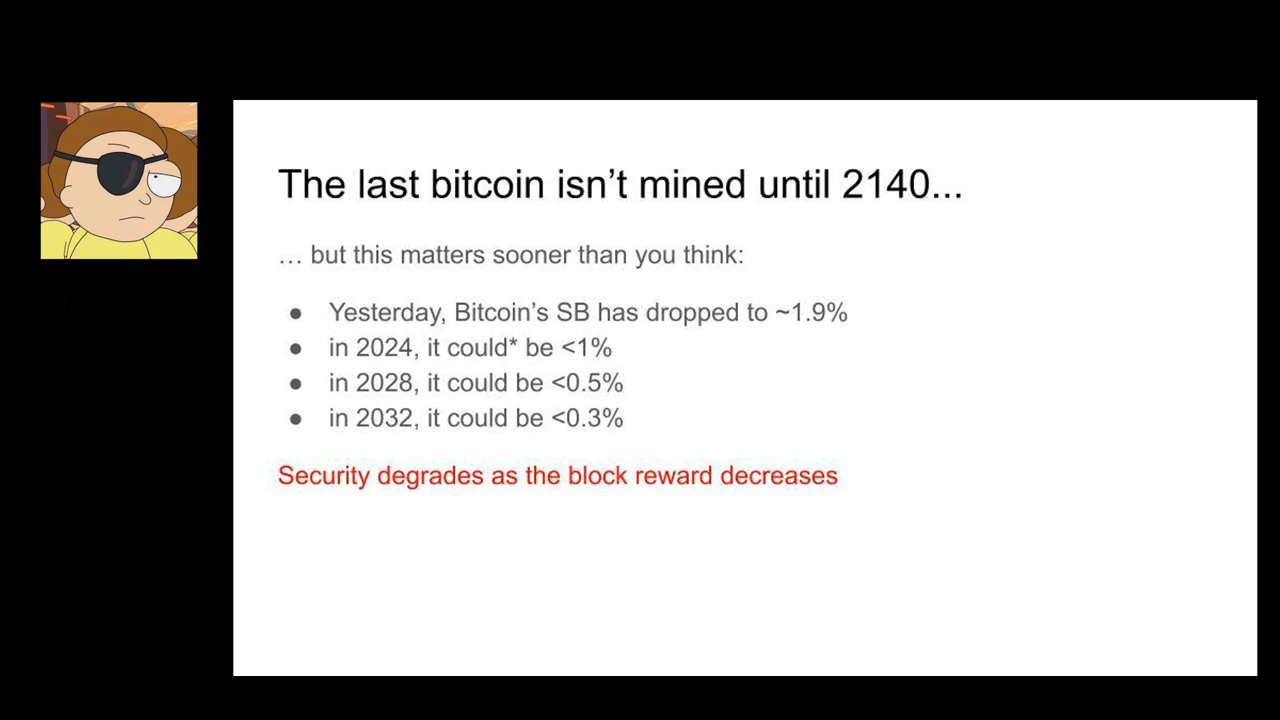 The last bitcoin isn’t mined until 2140...
… but this matters sooner than you think:
● Yesterday, Bitcoin’s SB has dropped to ~1.9%
● in 2024, it could* be <1%
● in 2028, it could be <0.5%
● in 2032, it could be <0.3%
Security degrades as the block reward decreases